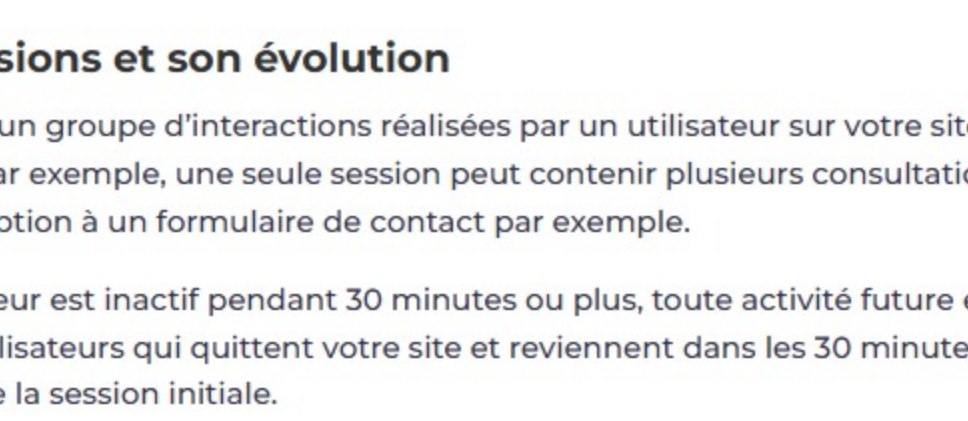 sions et son évolution
un groupe d'interactions réalisées par un utilisateur sur votre sit
ar exemple, une seule session peut contenir plusieurs consultatio
ption à un formulaire de contact par exemple.
eur est inactif pendant 30 minutes ou plus, toute activité future e
lisateurs qui quittent votre site et reviennent dans les 30 minute
e la session initiale.